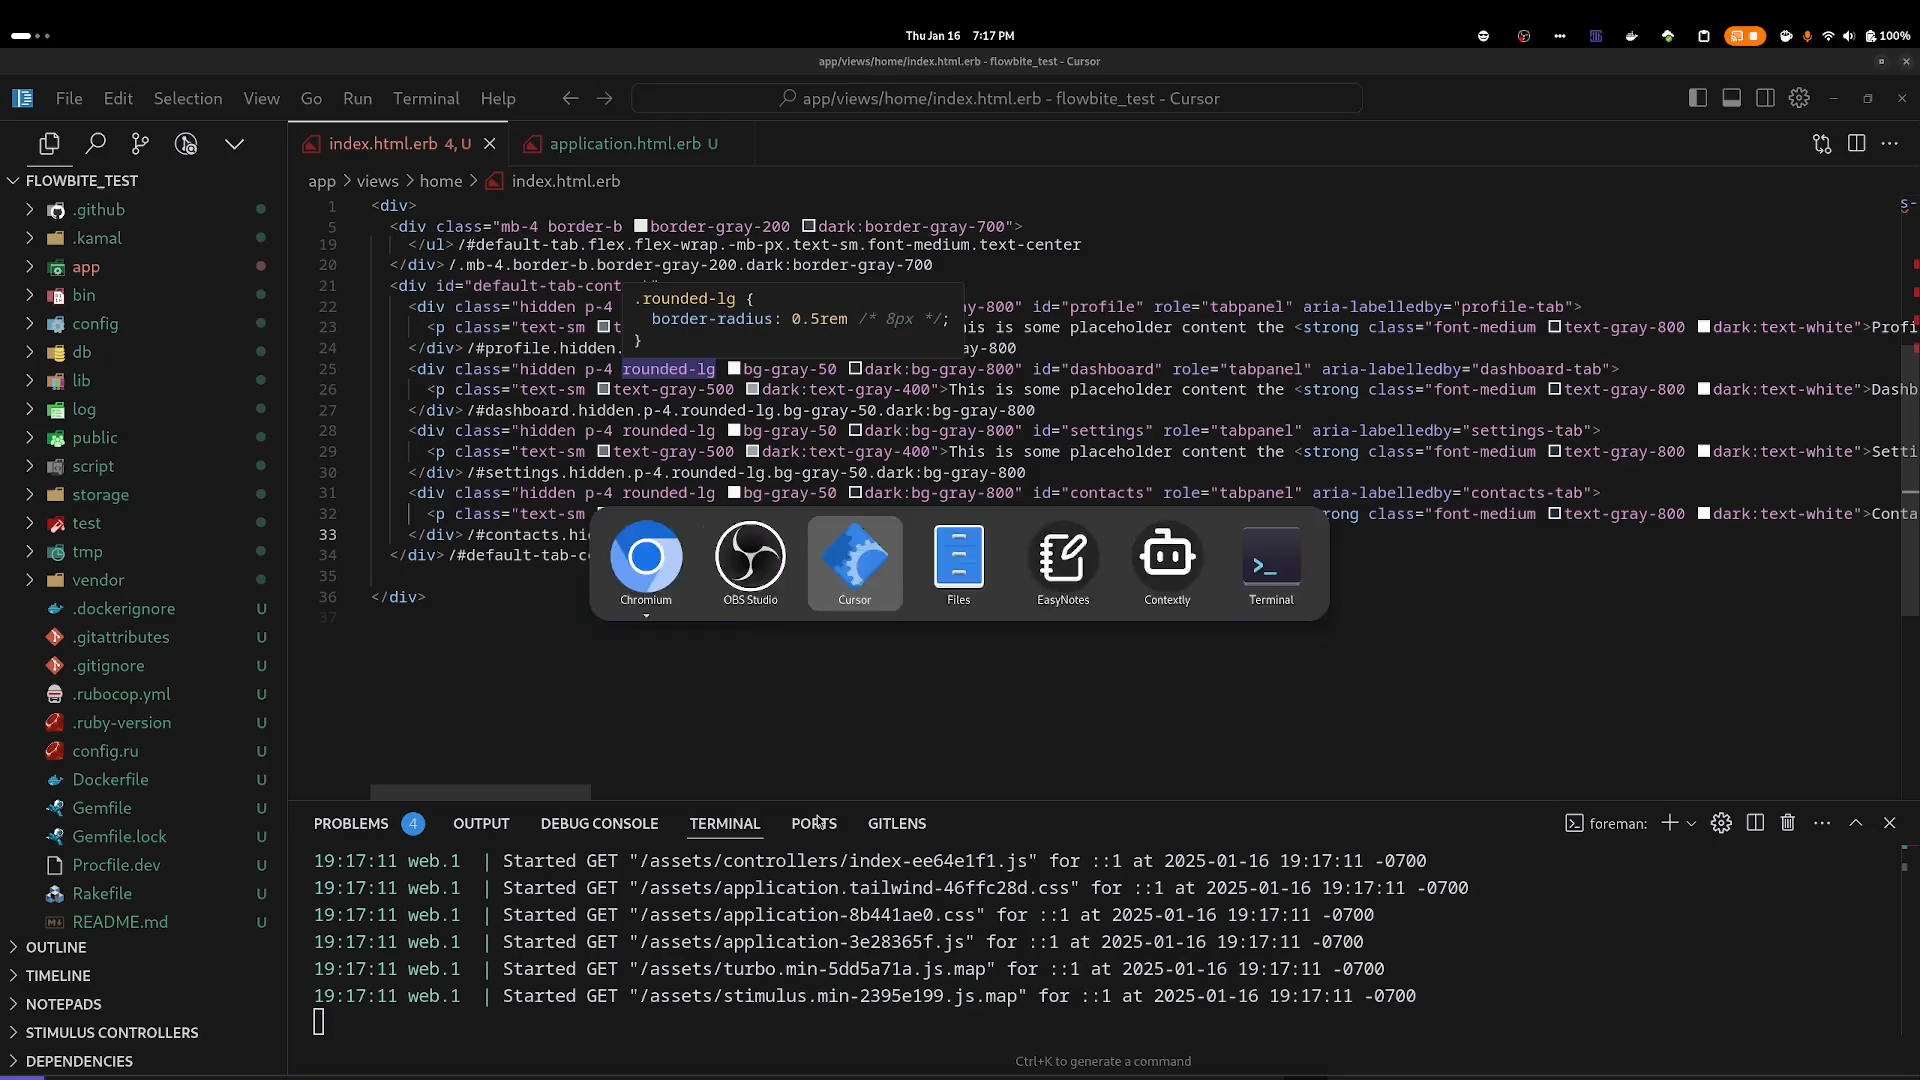 Thu Jan 16 7:17 PM
100%
app/views/home/index.html.erb - flowbite_test - Cursor
File Edit Selection View Go Run Terminal Help
app/views/home/index.html.erb - flowbite_test - Cursor
index.html.erb 4, U
application.html.erb U
FLOWBITE_TEST
.github
.kamal
app
bin
config
db
lib
log
public
script
storage
test
tmp
vendor
.dockerignore U
.gitattributes U
.gitignore U
.rubocop.yml U
.ruby-version U
config.ru U
Dockerfile U
Gemfile U
Gemfile.lock U
Procfile.dev U
Rakefile U
README.md U
OUTLINE
TIMELINE
NOTEPADS
STIMULUS CONTROLLERS
DEPENDENCIES
app > views > home > index.html.erb
1 <div>
5 <div class="mb-4 border-b border-gray-200 dark:border-gray-700">
19 </ul> /#default-tab.flex.flex-wrap.-mb-px.text-sm.font-medium.text-center
20 </div> /.mb-4.border-b.border-gray-200.dark:border-gray-700
21 <div id="default-tab-cont
.rounded-lg {
border-radius: 0.5rem /* 8px */;
}
22 <div class="hidden p-4 ay-800" id="profile" role="tabpanel" aria-labelledby="profile-tab">
23 <p class="text-sm t his is some placeholder content the <strong class="font-medium text-gray-800 dark:text-white">Profi
24 </div> /#profile.hidden. ay-800
25 <div class="hidden p-4 rounded-lg bg-gray-50 dark:bg-gray-800" id="dashboard" role="tabpanel" aria-labelledby="dashboard-tab">
26 <p class="text-sm text-gray-500 dark:text-gray-400">This is some placeholder content the <strong class="font-medium text-gray-800 dark:text-white">Dashb
27 </div> /#dashboard.hidden.p-4.rounded-lg.bg-gray-50.dark:bg-gray-800
28 <div class="hidden p-4 rounded-lg bg-gray-50 dark:bg-gray-800" id="settings" role="tabpanel" aria-labelledby="settings-tab">
29 <p class="text-sm text-gray-500 dark:text-gray-400">This is some placeholder content the <strong class="font-medium text-gray-800 dark:text-white">Setti
30 </div> /#settings.hidden.p-4.rounded-lg.bg-gray-50.dark:bg-gray-800
31 <div class="hidden p-4 rounded-lg bg-gray-50 dark:bg-gray-800" id="contacts" role="tabpanel" aria-labelledby="contacts-tab">
32 <p class="text-sm rong class="font-medium text-gray-800 dark:text-white">Conta
33 </div> /#contacts.hi
34 </div> /#default-tab-c
35
36 </div>
37
Chromium OBS Studio Cursor Files EasyNotes Contextly Terminal
PROBLEMS 4 OUTPUT DEBUG CONSOLE TERMINAL PORTS GITLENS
foreman:
19:17:11 web.1 | Started GET "/assets/controllers/index-ee64e1f1.js" for ::1 at 2025-01-16 19:17:11 -0700
19:17:11 web.1 | Started GET "/assets/application.tailwind-46ffc28d.css" for ::1 at 2025-01-16 19:17:11 -0700
19:17:11 web.1 | Started GET "/assets/application-8b441ae0.css" for ::1 at 2025-01-16 19:17:11 -0700
19:17:11 web.1 | Started GET "/assets/application-3e28365f.js" for ::1 at 2025-01-16 19:17:11 -0700
19:17:11 web.1 | Started GET "/assets/turbo.min-5dd5a71a.js.map" for ::1 at 2025-01-16 19:17:11 -0700
19:17:11 web.1 | Started GET "/assets/stimulus.min-2395e199.js.map" for ::1 at 2025-01-16 19:17:11 -0700
Ctrl+K to generate a command